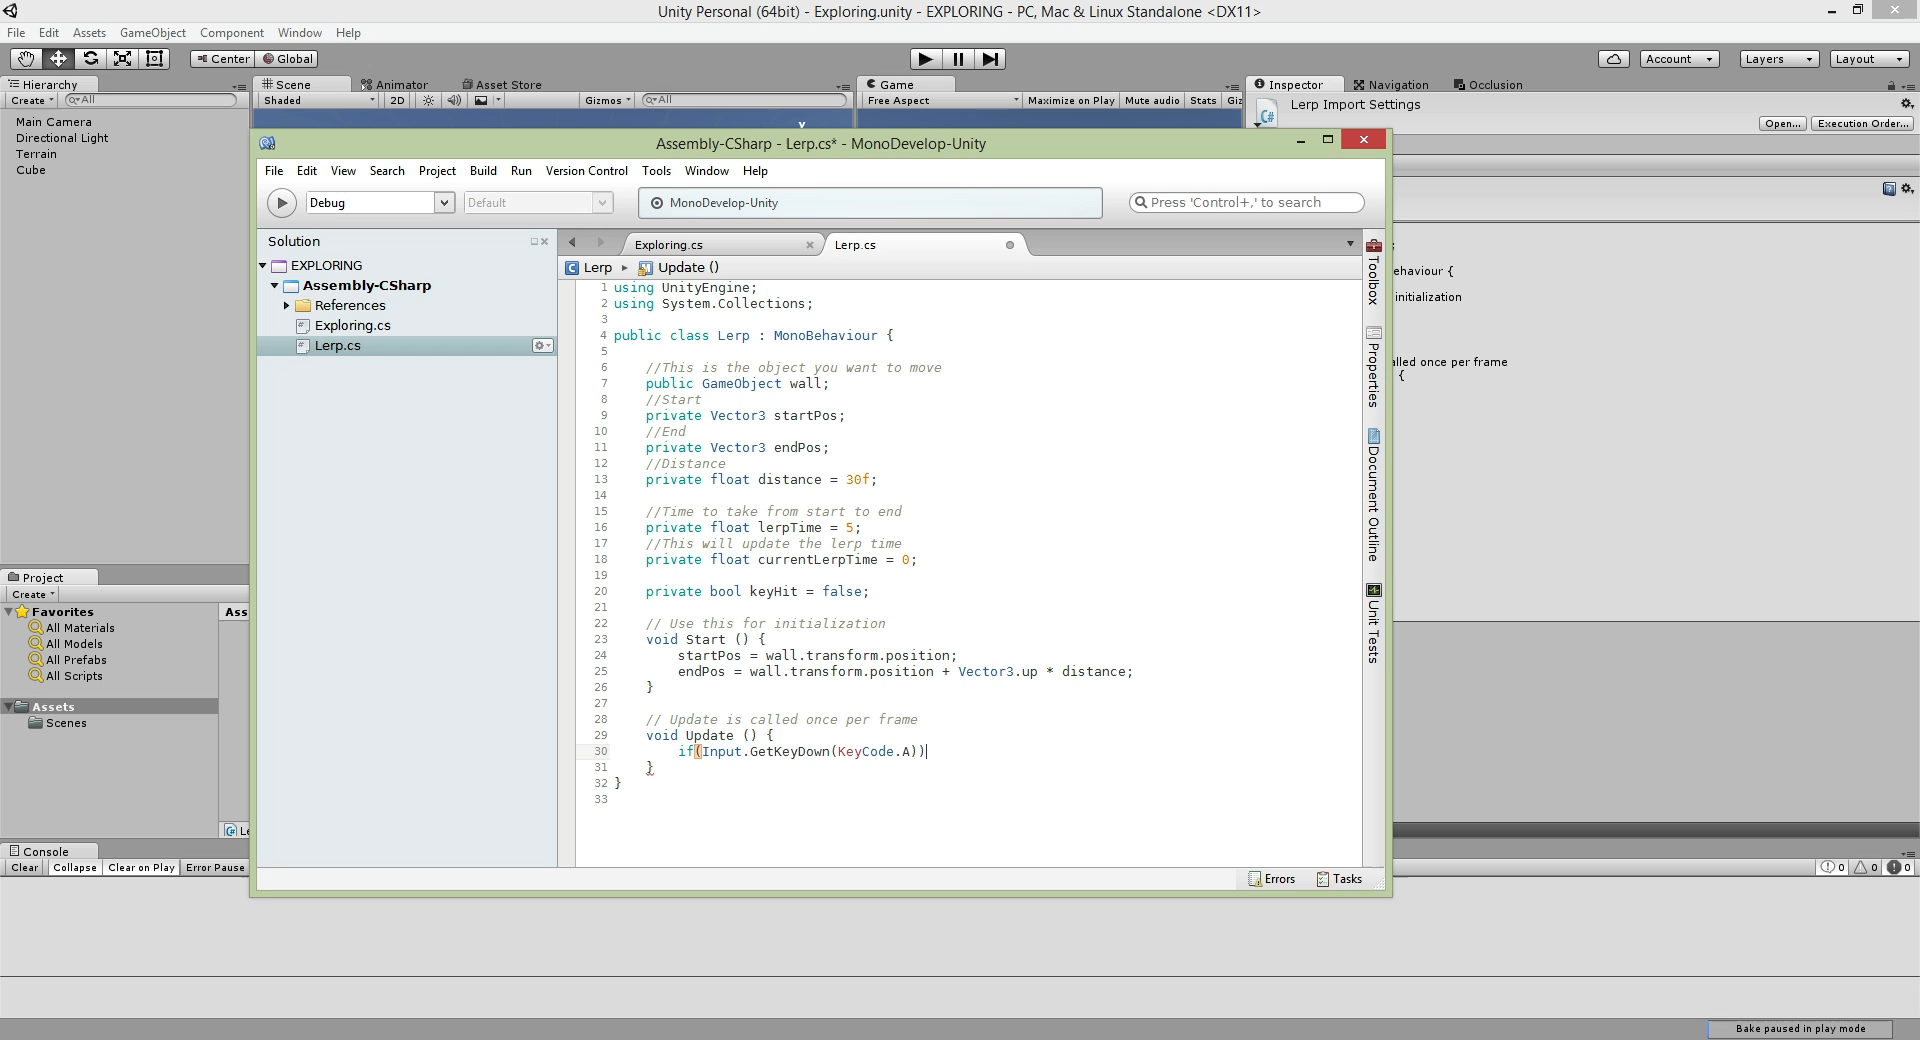 Unity Personal (64bit) - Exploring.unity - EXPLORING - PC, Mac & Linux Standalone <DX11>
File Edit Assets GameObject Component Window Help
Center Global Account Layers Layout
Hierarchy Scene Animator Asset Store Game Inspector Navigation Occlusion
Create All Shaded 2D Gizmos All Free Aspect Maximize on Play Mute audio Stats Giz
Lerp Import Settings
Open... Execution Order...
Main Camera
Directional Light
Terrain
Cube
C#
y
Assembly-CSharp - Lerp.cs* - MonoDevelop-Unity
File Edit View Search Project Build Run Version Control Tools Window Help
Debug Default MonoDevelop-Unity Press 'Control+,' to search
Solution
EXPLORING
Assembly-CSharp
References
Exploring.cs
Lerp.cs
Exploring.cs Lerp.cs
Lerp Update ()
1 using UnityEngine;
2 using System.Collections;
3
4 public class Lerp : MonoBehaviour {
5
6 //This is the object you want to move
7 public GameObject wall;
8 //Start
9 private Vector3 startPos;
10 //End
11 private Vector3 endPos;
12 //Distance
13 private float distance = 30f;
14
15 //Time to take from start to end
16 private float lerpTime = 5;
17 //This will update the lerp time
18 private float currentLerpTime = 0;
19
20 private bool keyHit = false;
21
22 // Use this for initialization
23 void Start () {
24 startPos = wall.transform.position;
25 endPos = wall.transform.position + Vector3.up * distance;
26 }
27
28 // Update is called once per frame
29 void Update () {
30 if(Input.GetKeyDown(KeyCode.A))
31 }
32 }
33
Toolbox
Properties
Document Outline
Unit Tests
;
ehaviour {
initialization
lled once per frame
{
Errors Tasks
Project
Create
Favorites
All Materials
All Models
All Prefabs
All Scripts
Assets
Scenes
Ass
Le
Console
Clear Collapse Clear on Play Error Pause
0 0 0
Bake paused in play mode